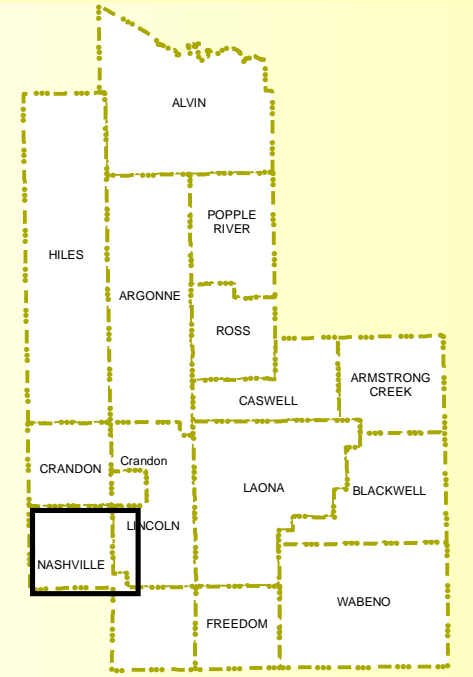 ALVIN
POPPLE
RIVER
HILES
ARGONNE
ROSS
ARMSTRONG
CREEK
CASWELL
CRANDON
Crandon
LAONA
BLACKWELL
LINCOLN
NASHVILLE
WABENO
FREEDOM